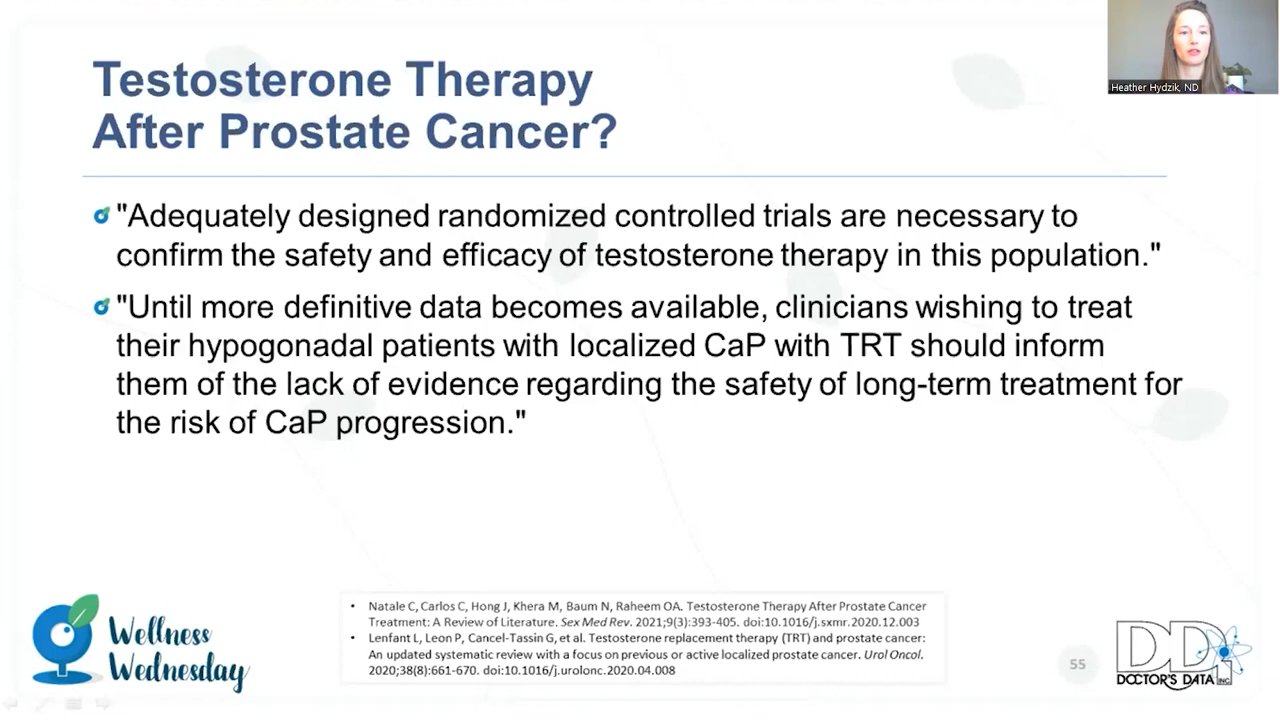 Heather Hydzik, ND
Testosterone Therapy
After Prostate Cancer?
"Adequately designed randomized controlled trials are necessary to
confirm the safety and efficacy of testosterone therapy in this population."
"Until more definitive data becomes available, clinicians wishing to treat
their hypogonadal patients with localized CaP with TRT should inform
them of the lack of evidence regarding the safety of long-term treatment for
the risk of CaP progression."
• Natale C, Carlos C, Hong J, Khera M, Baum N, Raheem OA. Testosterone Therapy After Prostate Cancer
Treatment: A Review of Literature. Sex Med Rev. 2021;9(3):393-405. doi:10.1016/j.sxmr.2020.12.003
• Lenfant L, Leon P, Cancel-Tassin G, et al. Testosterone replacement therapy (TRT) and prostate cancer:
An updated systematic review with a focus on previous or active localized prostate cancer. Urol Oncol.
2020;38(8):661-670. doi:10.1016/j.urolonc.2020.04.008
Wellness
Wednesday
55
DDi
DOCTOR'S DATA INC.